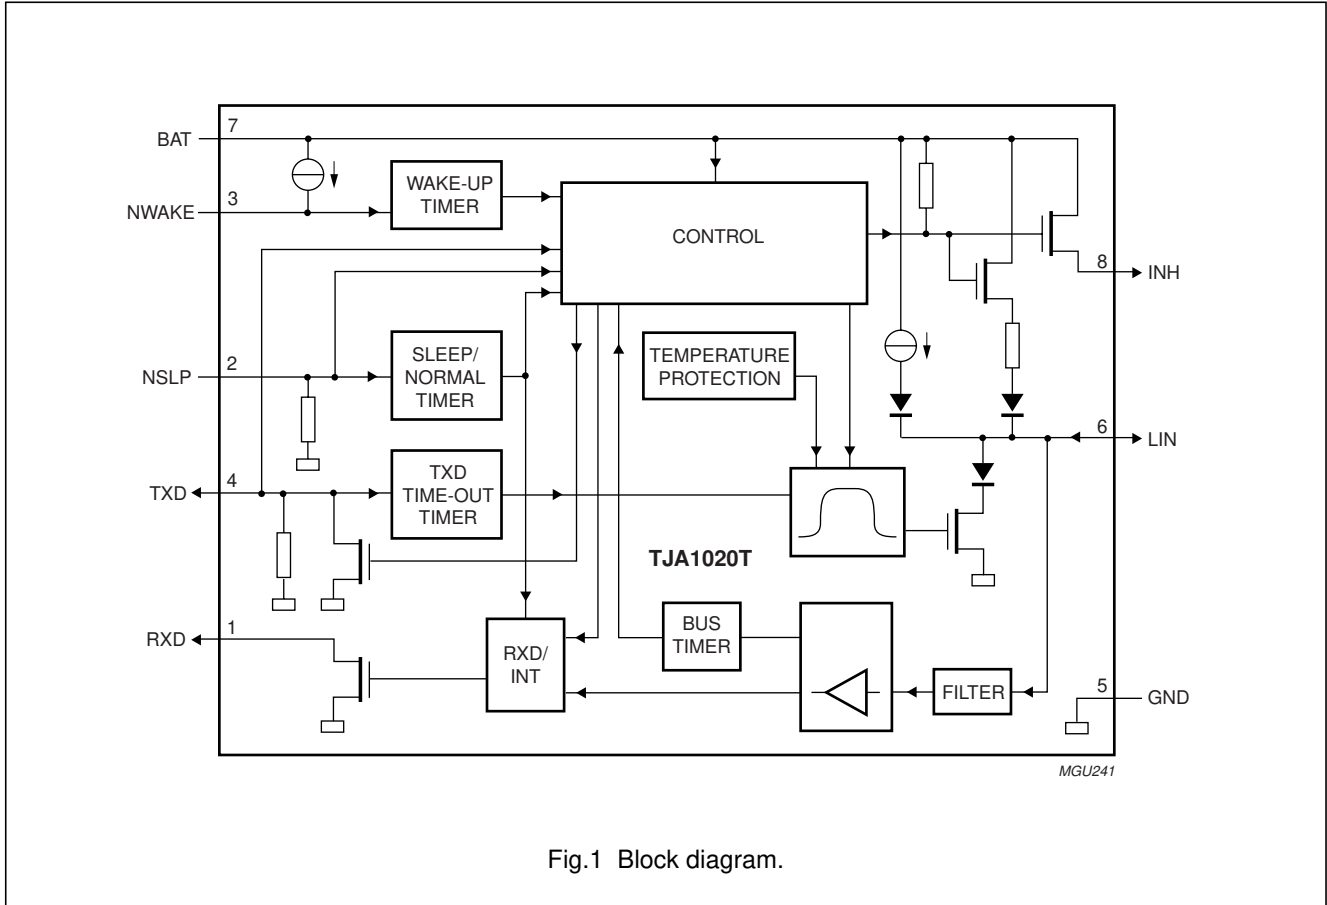 BAT
7
NWAKE
3
WAKE-UP
TIMER
CONTROL
8
INH
NSLP
2
SLEEP/
NORMAL
TIMER
TEMPERATURE
PROTECTION
6
LIN
TXD
4
TXD
TIME-OUT
TIMER
TJA1020T
RXD
1
RXD/
INT
BUS
TIMER
FILTER
5
GND
MGU241
Fig.1 Block diagram.